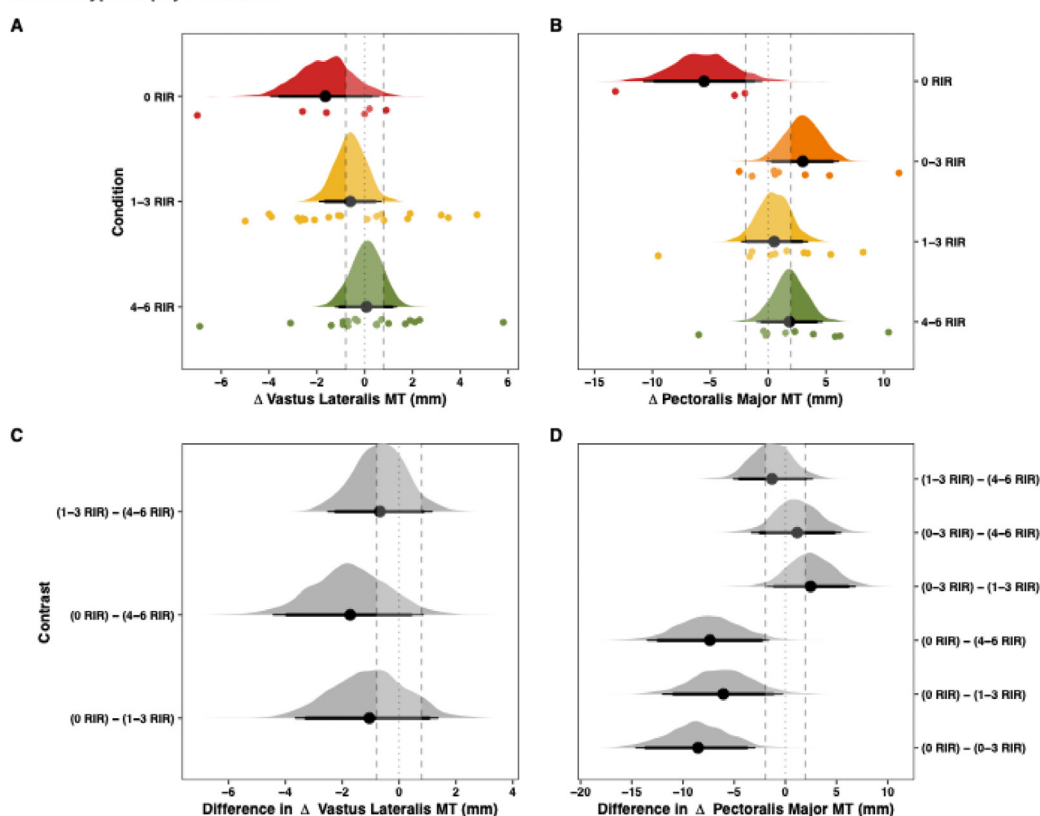 A
B
0 RIR
1–3 RIR
4–6 RIR
Condition
−6 −4 −2 0 2 4 6
Δ Vastus Lateralis MT (mm)
0 RIR
0–3 RIR
1–3 RIR
4–6 RIR
−15 −10 −5 0 5 10
Δ Pectoralis Major MT (mm)
C
D
(1–3 RIR) – (4–6 RIR)
(0 RIR) – (4–6 RIR)
(0 RIR) – (1–3 RIR)
Contrast
−6 −4 −2 0 2 4
Difference in Δ Vastus Lateralis MT (mm)
(1–3 RIR) – (4–6 RIR)
(0–3 RIR) – (4–6 RIR)
(0–3 RIR) – (1–3 RIR)
(0 RIR) – (4–6 RIR)
(0 RIR) – (1–3 RIR)
(0 RIR) – (0–3 RIR)
−20 −15 −10 −5 0 5 10
Difference in Δ Pectoralis Major MT (mm)